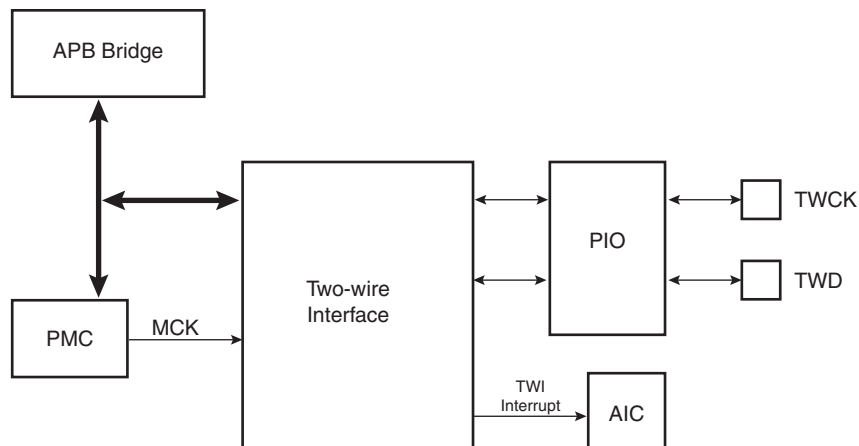 APB Bridge
PMC
MCK
Two-wire
Interface
PIO
TWCK
TWD
TWI
Interrupt
AIC